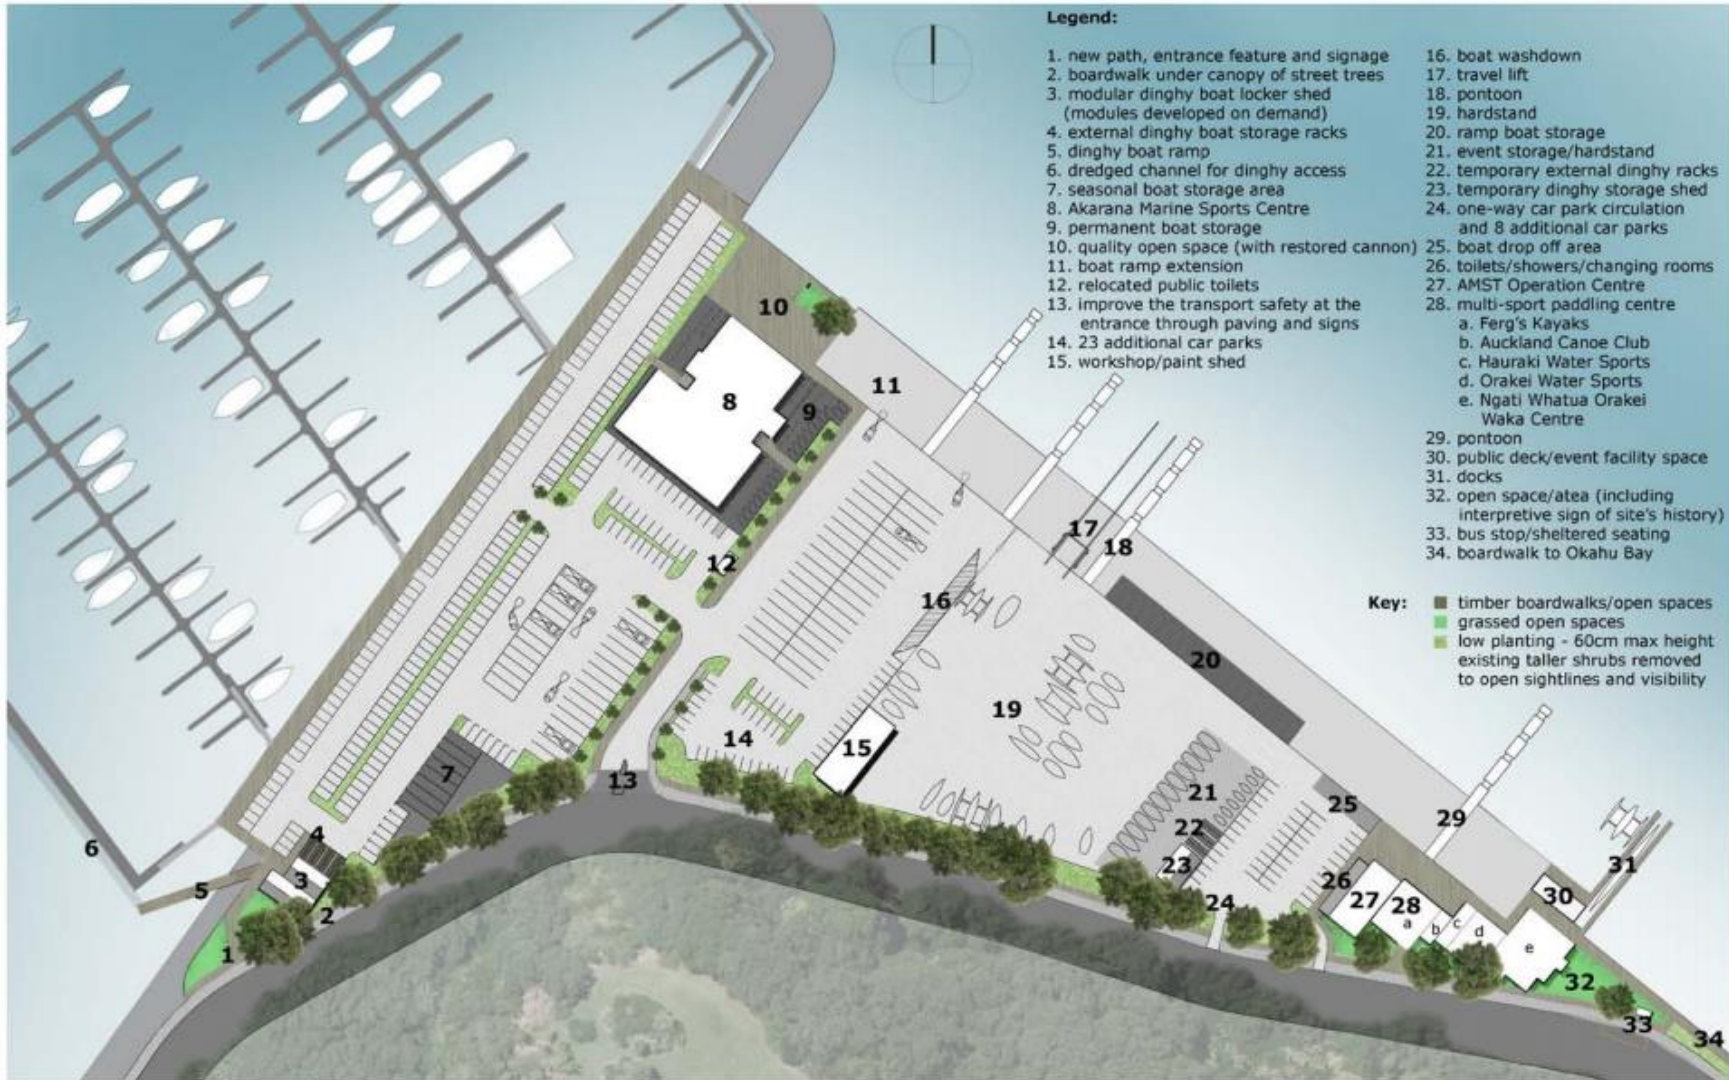 Legend:
1. new path, entrance feature and signage
2. boardwalk under canopy of street trees
3. modular dinghy boat locker shed
(modules developed on demand)
4. external dinghy boat storage racks
5. dinghy boat ramp
6. dredged channel for dinghy access
7. seasonal boat storage area
8. Akarana Marine Sports Centre
9. permanent boat storage
10. quality open space (with restored cannon)
11. boat ramp extension
12. relocated public toilets
13. improve the transport safety at the
entrance through paving and signs
14. 23 additional car parks
15. workshop/paint shed
16. boat washdown
17. travel lift
18. pontoon
19. hardstand
20. ramp boat storage
21. event storage/hardstand
22. temporary external dinghy racks
23. temporary dinghy storage shed
24. one-way car park circulation
and 8 additional car parks
25. boat drop off area
26. toilets/showers/changing rooms
27. AMST Operation Centre
28. multi-sport paddling centre
a. Ferg's Kayaks
b. Auckland Canoe Club
c. Hauraki Water Sports
d. Orakei Water Sports
e. Ngati Whatua Orakei
Waka Centre
29. pontoon
30. public deck/event facility space
31. docks
32. open space/atea (including
interpretive sign of site's history)
33. bus stop/sheltered seating
34. boardwalk to Okahu Bay
Key:
timber boardwalks/open spaces
grassed open spaces
low planting - 60cm max height
existing taller shrubs removed
to open sightlines and visibility
10
11
8
9
17
18
12
16
20
19
14
15
7
13
21
25
29
22
4
6
23
31
3
26
5
27
28
30
2
24
a
b
c
d
e
1
32
33
34